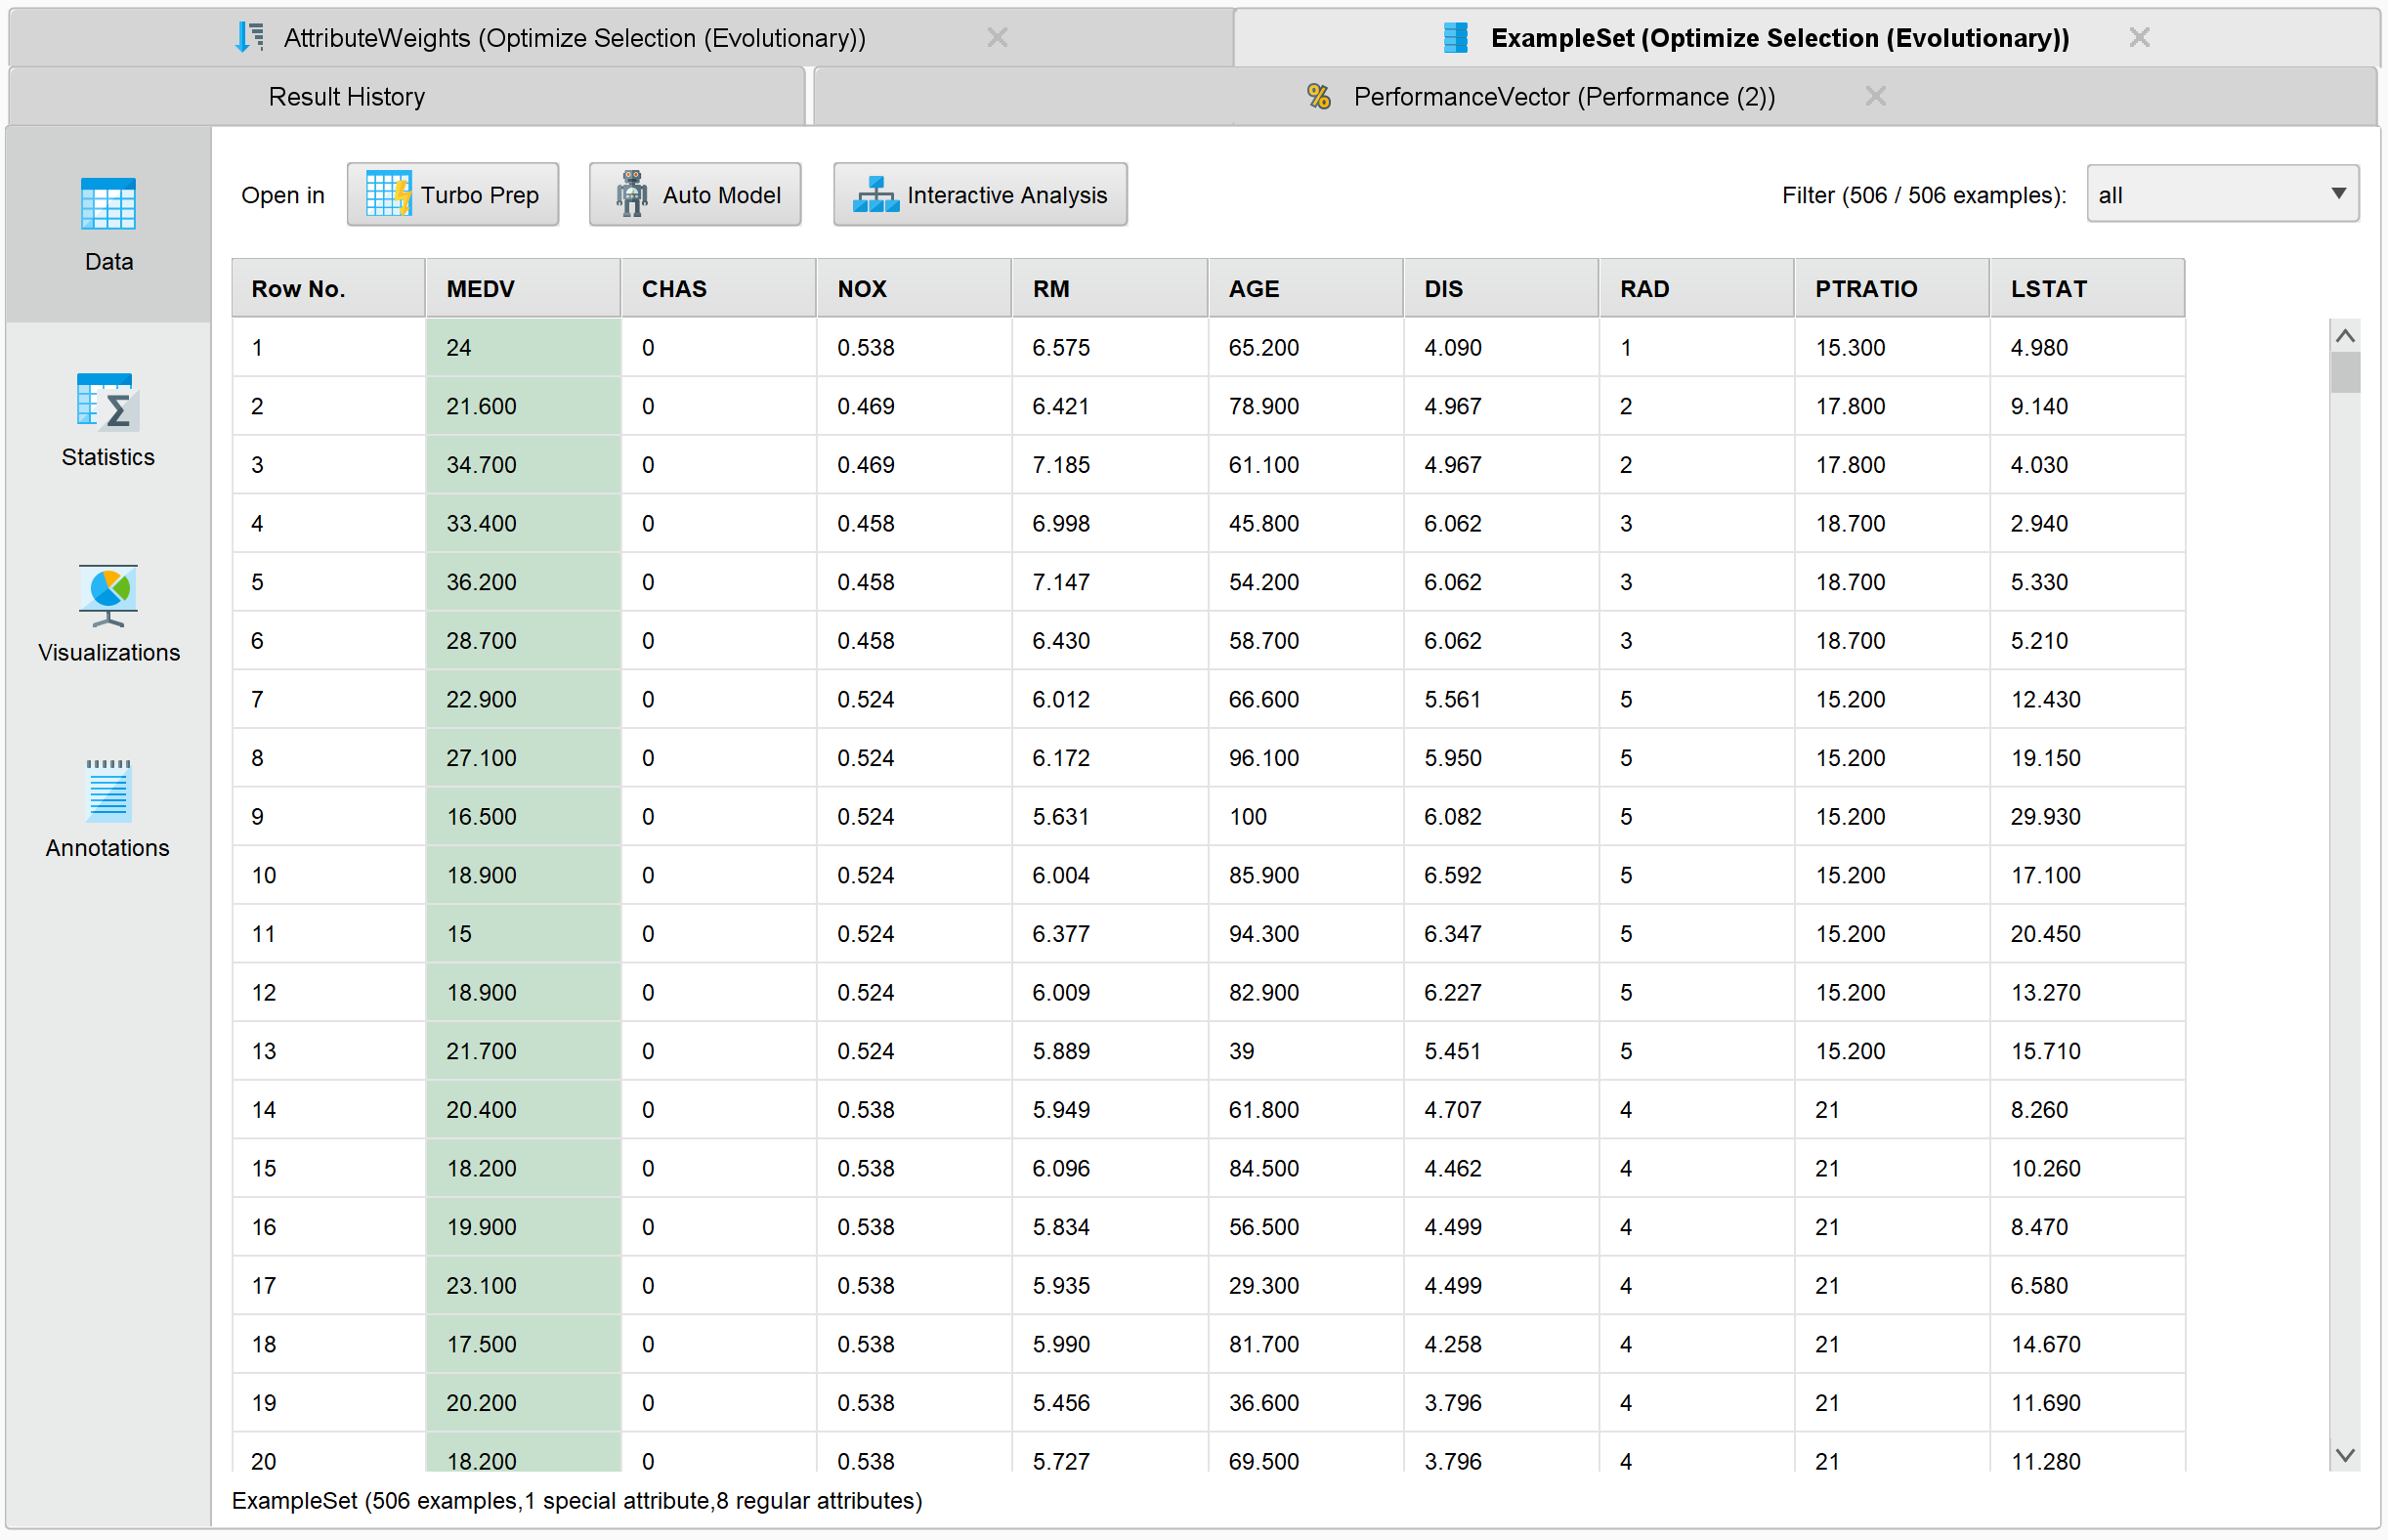 AttributeWeights (Optimize Selection (Evolutionary))
ExampleSet (Optimize Selection (Evolutionary))
Result History
PerformanceVector (Performance (2))
Data
Statistics
Visualizations
Annotations
Open in Turbo Prep Auto Model Interactive Analysis Filter (506 / 506 examples): all
Row No. MEDV CHAS NOX RM AGE DIS RAD PTRATIO LSTAT
1 24 0 0.538 6.575 65.200 4.090 1 15.300 4.980
2 21.600 0 0.469 6.421 78.900 4.967 2 17.800 9.140
3 34.700 0 0.469 7.185 61.100 4.967 2 17.800 4.030
4 33.400 0 0.458 6.998 45.800 6.062 3 18.700 2.940
5 36.200 0 0.458 7.147 54.200 6.062 3 18.700 5.330
6 28.700 0 0.458 6.430 58.700 6.062 3 18.700 5.210
7 22.900 0 0.524 6.012 66.600 5.561 5 15.200 12.430
8 27.100 0 0.524 6.172 96.100 5.950 5 15.200 19.150
9 16.500 0 0.524 5.631 100 6.082 5 15.200 29.930
10 18.900 0 0.524 6.004 85.900 6.592 5 15.200 17.100
11 15 0 0.524 6.377 94.300 6.347 5 15.200 20.450
12 18.900 0 0.524 6.009 82.900 6.227 5 15.200 13.270
13 21.700 0 0.524 5.889 39 5.451 5 15.200 15.710
14 20.400 0 0.538 5.949 61.800 4.707 4 21 8.260
15 18.200 0 0.538 6.096 84.500 4.462 4 21 10.260
16 19.900 0 0.538 5.834 56.500 4.499 4 21 8.470
17 23.100 0 0.538 5.935 29.300 4.499 4 21 6.580
18 17.500 0 0.538 5.990 81.700 4.258 4 21 14.670
19 20.200 0 0.538 5.456 36.600 3.796 4 21 11.690
20 18.200 0 0.538 5.727 69.500 3.796 4 21 11.280
ExampleSet (506 examples,1 special attribute,8 regular attributes)